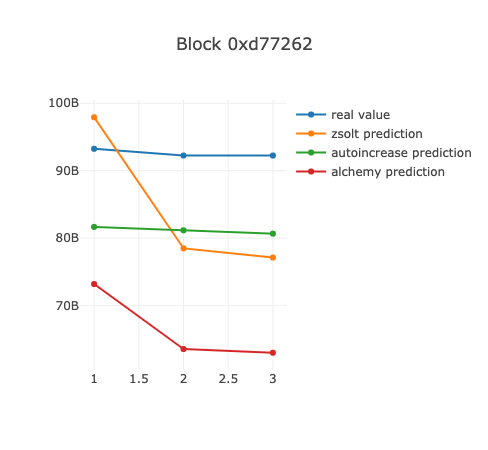 Block 0xd77262
100B
90B
80B
70B
1 1.5 2 2.5 3
real value
zsolt prediction
autoincrease prediction
alchemy prediction